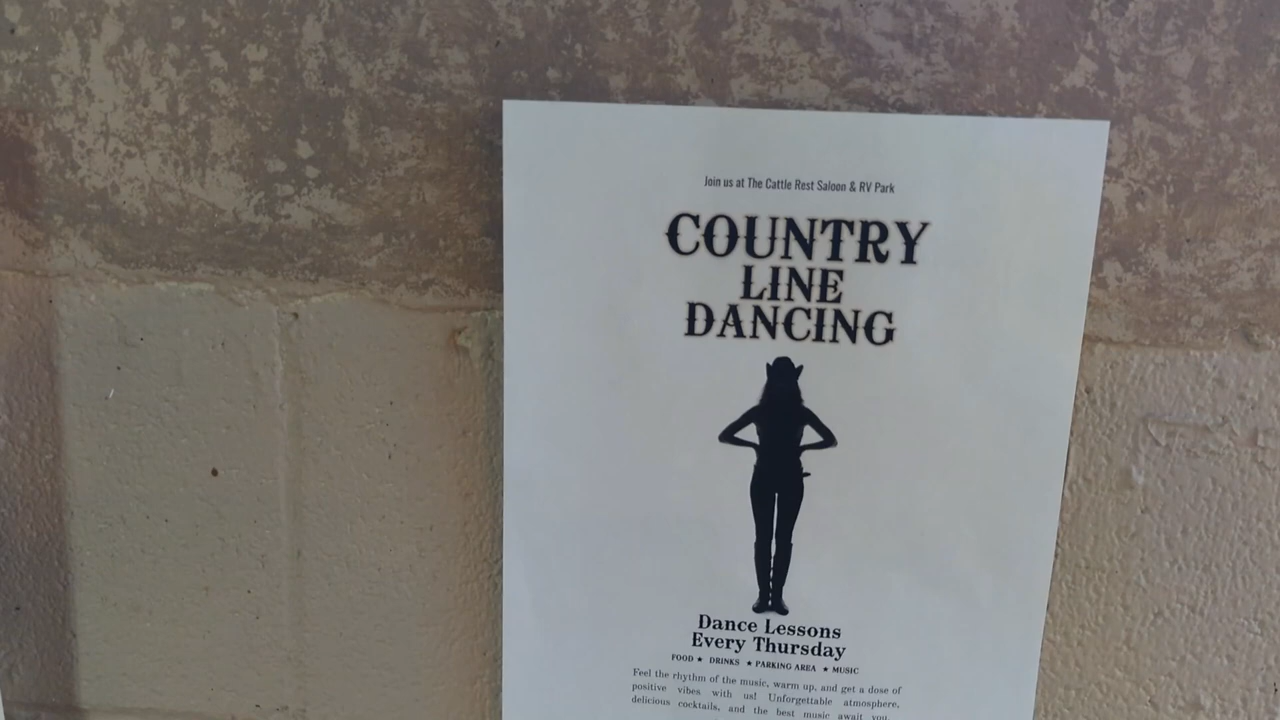 Join us at The Cattle Rest Saloon & RV Park
COUNTRY
LINE
DANCING
Dance Lessons
Every Thursday
FOOD ★ DRINKS ★ PARKING AREA ★ MUSIC
Feel the rhythm of the music, warm up, and get a dose of
positive vibes with us! Unforgettable atmosphere,
delicious cocktails, and the best music await you.